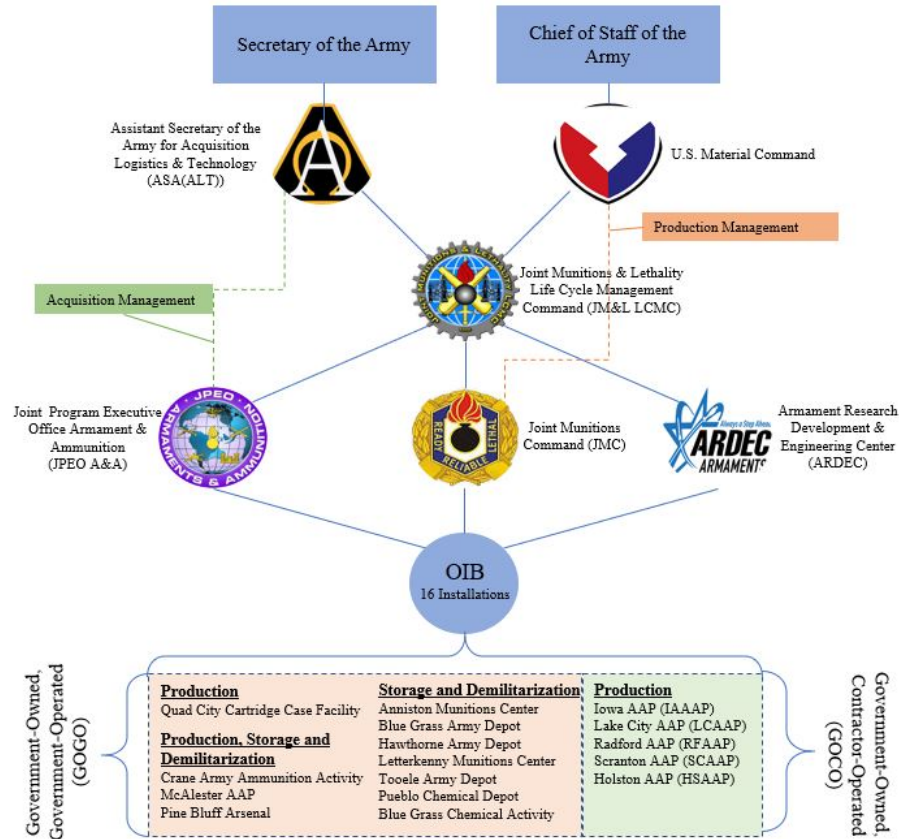 Secretary of the Army
Chief of Staff of the
Army
Assistant Secretary of the
Army for Acquisition
Logistics & Technology
(ASA(ALT))
U.S. Material Command
Production Management
JOINT MUNITIONS & LETHALITY LCMC
Joint Munitions & Lethality
Life Cycle Management
Command (JM&L LCMC)
Acquisition Management
Joint Program Executive
Office Armament &
Ammunition
(JPEO A&A)
JPEO
ARMAMENTS & AMMUNITION
READY
RELIABLE
LETHAL
Joint Munitions
Command (JMC)
Always a Step Ahead
ARDEC
ARMAMENTS
Armament Research
Development &
Engineering Center
(ARDEC)
OIB
16 Installations
Government-Owned,
Government-Operated
(GOGO)
Production
Quad City Cartridge Case Facility
Production, Storage and
Demilitarization
Crane Army Ammunition Activity
McAlester AAP
Pine Bluff Arsenal
Storage and Demilitarization
Anniston Munitions Center
Blue Grass Army Depot
Hawthorne Army Depot
Letterkenny Munitions Center
Tooele Army Depot
Pueblo Chemical Depot
Blue Grass Chemical Activity
Production
Iowa AAP (IAAAP)
Lake City AAP (LCAAP)
Radford AAP (RFAAP)
Scranton AAP (SCAAP)
Holston AAP (HSAAP)
Government-Owned,
Contractor-Operated
(GOCO)